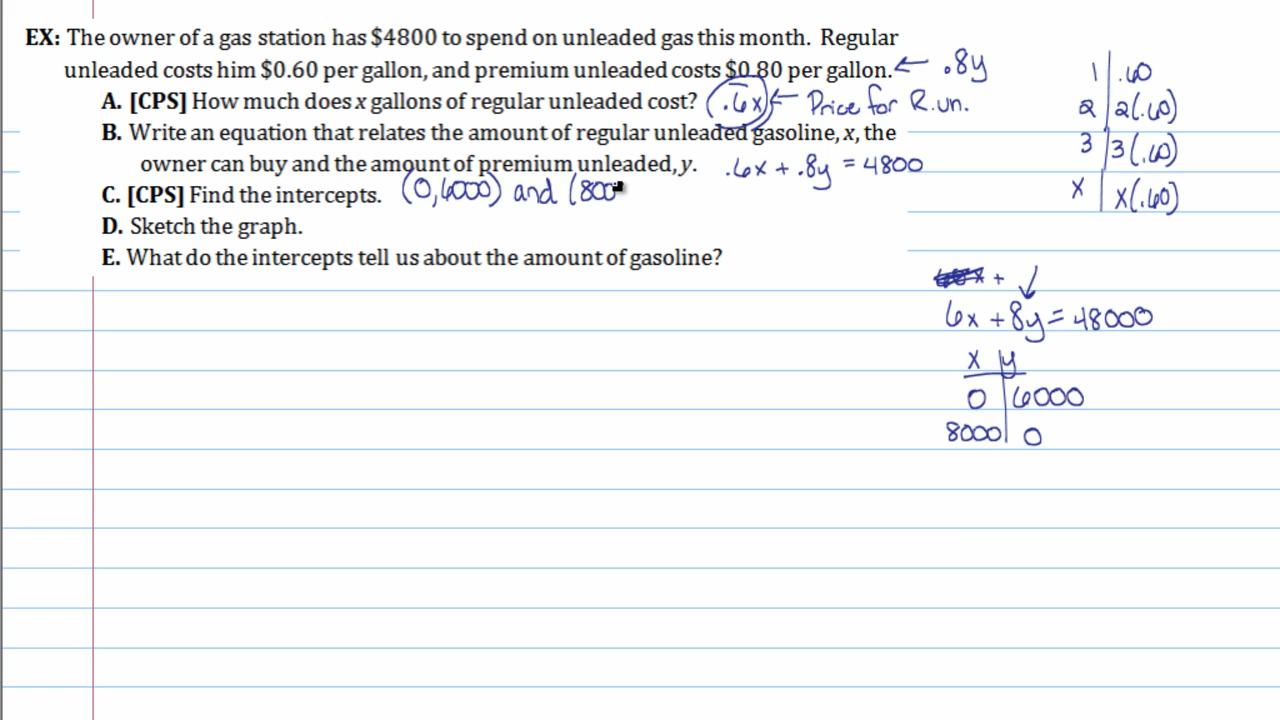 EX: The owner of a gas station has $4800 to spend on unleaded gas this month. Regular
unleaded costs him $0.60 per gallon, and premium unleaded costs $0.80 per gallon. ← .8y
A. [CPS] How much does x gallons of regular unleaded cost? (.6x) ← Price for R.un.
B. Write an equation that relates the amount of regular unleaded gasoline, x, the
owner can buy and the amount of premium unleaded, y. .6x + .8y = 4800
C. [CPS] Find the intercepts. (0,6000) and (800
D. Sketch the graph.
E. What do the intercepts tell us about the amount of gasoline?
1 | .60
2 | 2(.60)
3 | 3(.60)
x | x(.60)
+
6x + 8y = 48000
x y
0 | 6000
8000 | 0